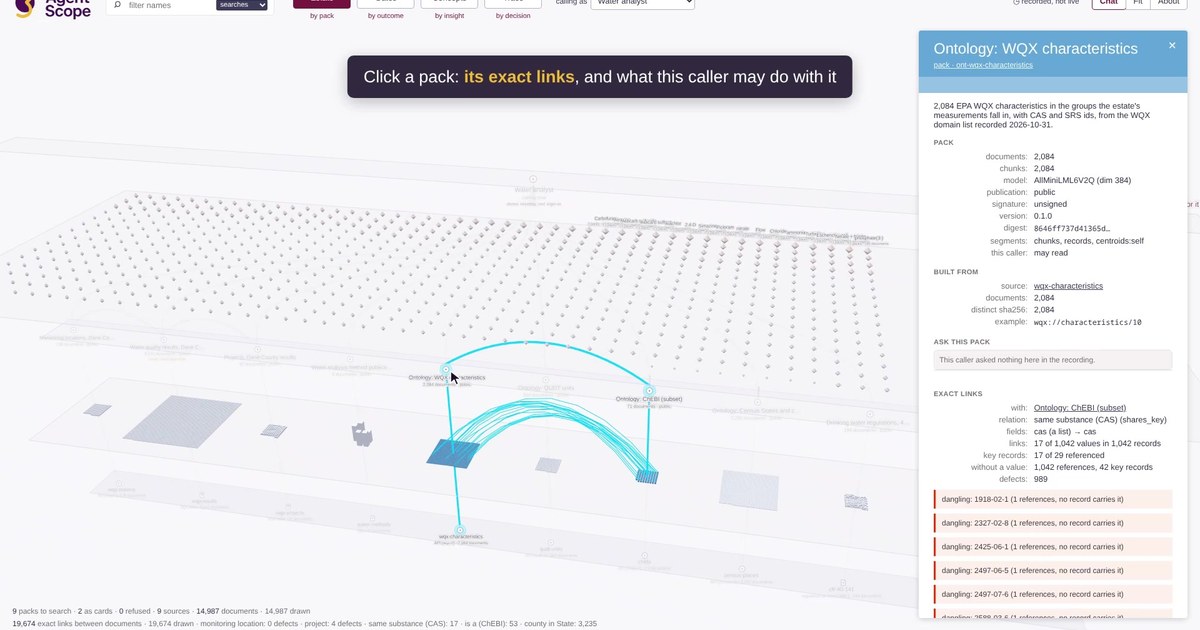 Agent
Scope
filter names
searches
by pack
by outcome
by insight
by decision
calling as
Water analyst
recorded, not live
Chat
Fit
About
Click a pack: its exact links, and what this caller may do with it
Ontology: WQX characteristics
pack · ont-wqx-characteristics
2,084 EPA WQX characteristics in the groups the estate's
measurements fall in, with CAS and SRS ids, from the WQX
domain list recorded 2026-10-31.
PACK
documents: 2,084
chunks: 2,084
model: AllMiniLML6V2Q (dim 384)
publication: public
signature: unsigned
version: 0.1.0
digest: 8646ff737d41365d…
segments: chunks, records, centroids:self
this caller: may read
BUILT FROM
source: wqx-characteristics
documents: 2,084
distinct sha256: 2,084
example: wqx://characteristics/10
ASK THIS PACK
This caller asked nothing here in the recording.
EXACT LINKS
with: Ontology: ChEBI (subset)
relation: same substance (CAS) (shares_key)
fields: cas (a list) → cas
links: 17 of 1,042 values in 1,042 records
key records: 17 of 29 referenced
without a value: 1,042 references, 42 key records
defects: 989
dangling: 1918-02-1 (1 references, no record carries it)
dangling: 2327-02-8 (1 references, no record carries it)
dangling: 2425-06-1 (1 references, no record carries it)
dangling: 2497-06-5 (1 references, no record carries it)
dangling: 2497-07-6 (1 references, no record carries it)
Ontology: WQX characteristics
Ontology: ChEBI (subset)
wqx-characteristics
9 packs to search · 2 as cards · 0 refused · 9 sources · 14,987 documents · 14,987 drawn
19,674 exact links between documents · 19,674 drawn · monitoring location: 0 defects · project: 4 defects · same substance (CAS): 17 · is a (ChEBI): 53 · county in State: 3,235